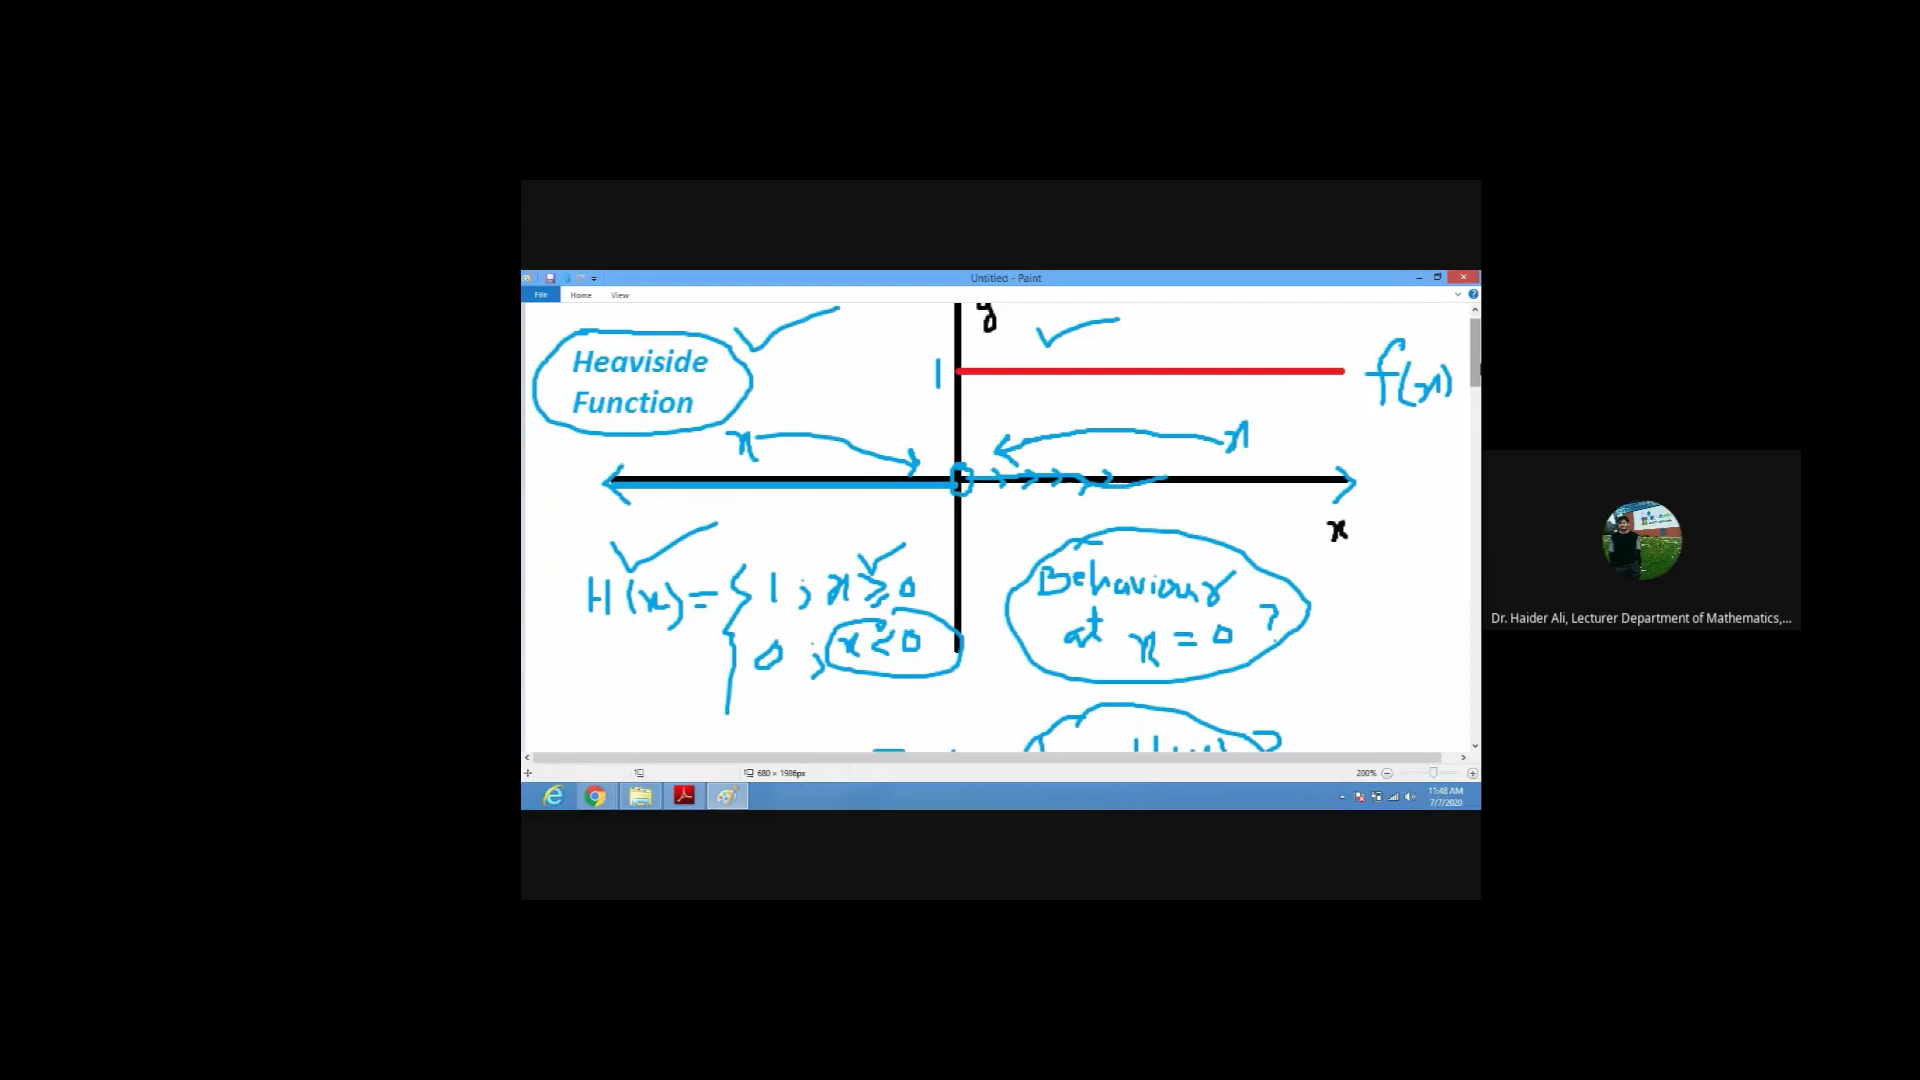 Untitled - Paint
File Home View
y
Heaviside
Function
1
f(x)
x
x
x
H(x) = { 1 ; x ≥ 0
0 ; x < 0
Behaviour
at x = 0 ?
H(x) ?
680 × 1986px
200%
11:48 AM
7/7/2020
Dr. Haider Ali, Lecturer Department of Mathematics,...